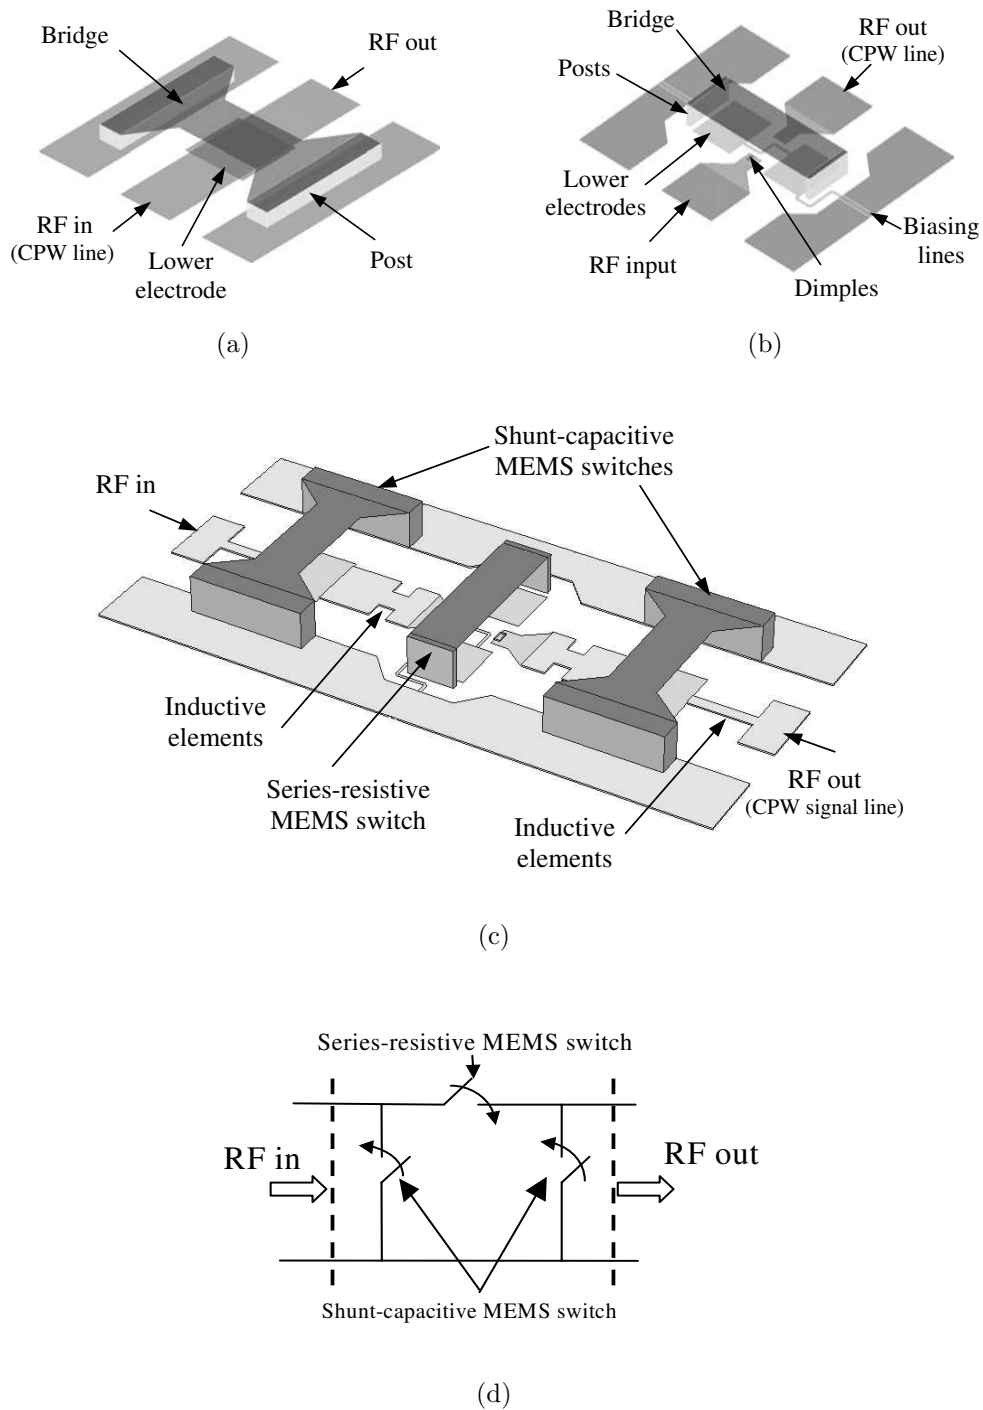 Bridge
RF out
RF in
(CPW line)
Lower
electrode
Post
(a)
Bridge
RF out
(CPW line)
Posts
Lower
electrodes
RF input
Biasing
lines
Dimples
(b)
Shunt-capacitive
MEMS switches
RF in
Inductive
elements
Series-resistive
MEMS switch
Inductive
elements
RF out
(CPW signal line)
(c)
Series-resistive MEMS switch
RF in
RF out
Shunt-capacitive MEMS switch
(d)